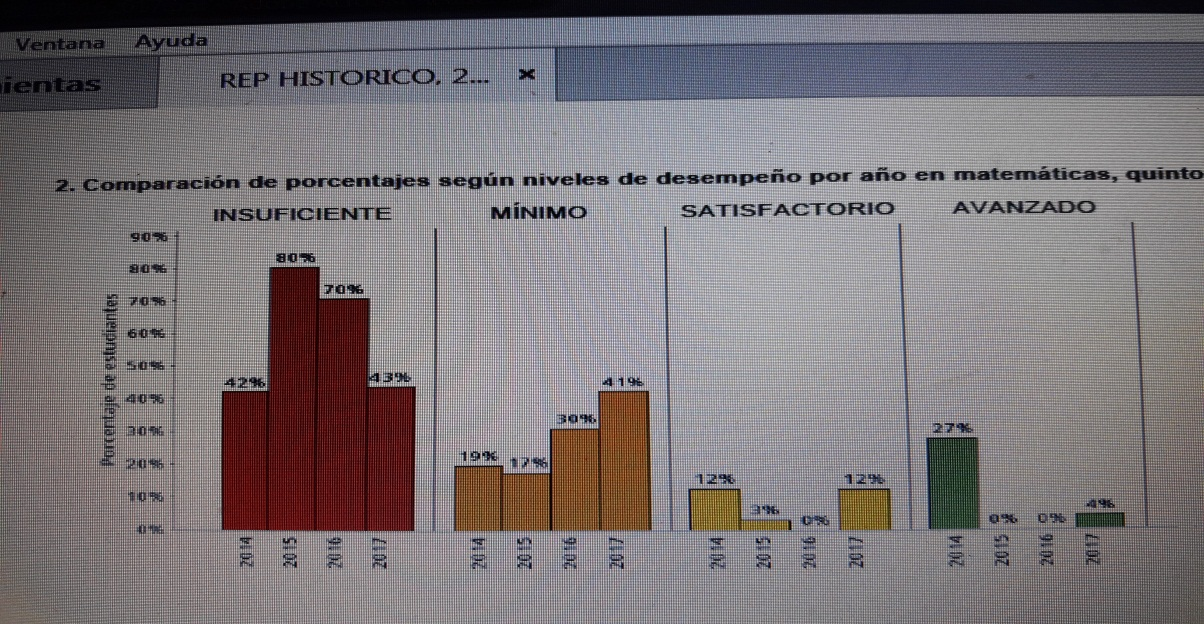 Ventana Ayuda
ientas
REP HISTORICO, 2... ×
2. Comparación de porcentajes según niveles de desempeño por año en matemáticas, quinto
INSUFICIENTE MÍNIMO SATISFACTORIO AVANZADO
Porcentaje de estudiantes
90%
80%
70%
60%
50%
40%
30%
20%
10%
0%
42% 80% 70% 43%
19% 17% 30% 41%
12% 3% 0% 12%
27% 0% 0% 4%
2014 2015 2016 2017 2014 2015 2016 2017 2014 2015 2016 2017 2014 2015 2016 2017